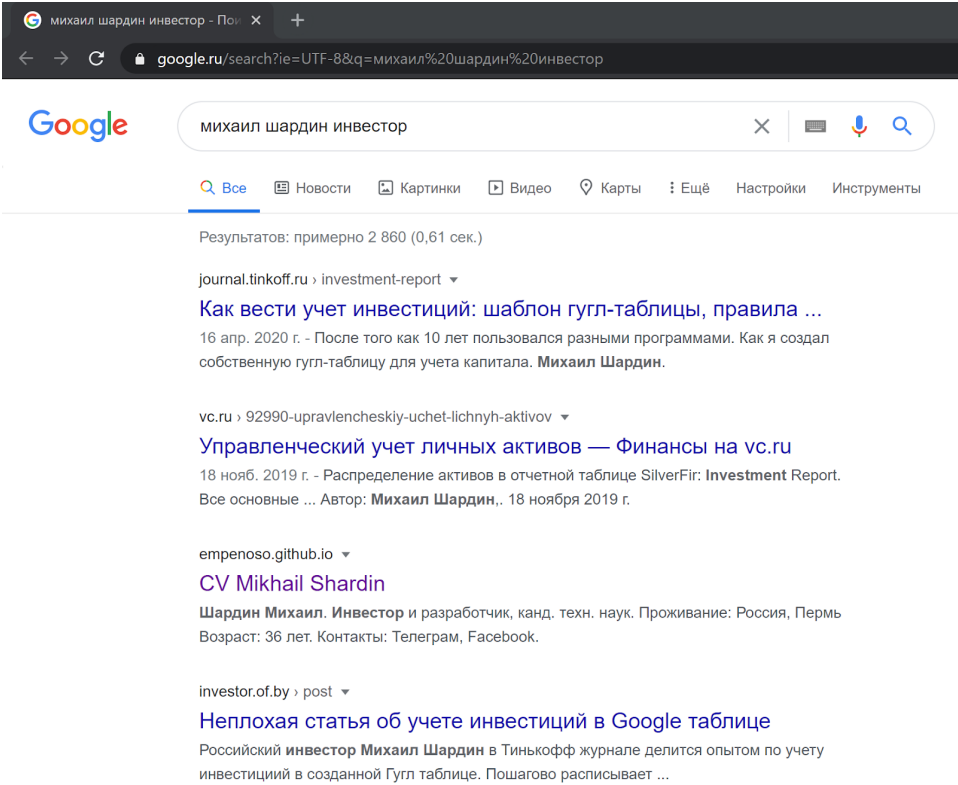 михаил шардин инвестор - Пои
google.ru/search?ie=UTF-8&q=михаил%20шардин%20инвестор
Google
михаил шардин инвестор
Все Новости Картинки Видео Карты Ещё Настройки Инструменты
Результатов: примерно 2 860 (0,61 сек.)
journal.tinkoff.ru › investment-report
Как вести учет инвестиций: шаблон гугл-таблицы, правила ...
16 апр. 2020 г. - После того как 10 лет пользовался разными программами. Как я создал
собственную гугл-таблицу для учета капитала. Михаил Шардин.
vc.ru › 92990-upravlencheskiy-uchet-lichnyh-aktivov
Управленческий учет личных активов — Финансы на vc.ru
18 нояб. 2019 г. - Распределение активов в отчетной таблице SilverFir: Investment Report.
Все основные ... Автор: Михаил Шардин,. 18 ноября 2019 г.
empenoso.github.io
CV Mikhail Shardin
Шардин Михаил. Инвестор и разработчик, канд. техн. наук. Проживание: Россия, Пермь
Возраст: 36 лет. Контакты: Телеграм, Facebook.
investor.of.by › post
Неплохая статья об учете инвестиций в Google таблице
Российский инвестор Михаил Шардин в Тинькофф журнале делится опытом по учету
инвестициий в созданной Гугл таблице. Пошагово расписывает ...